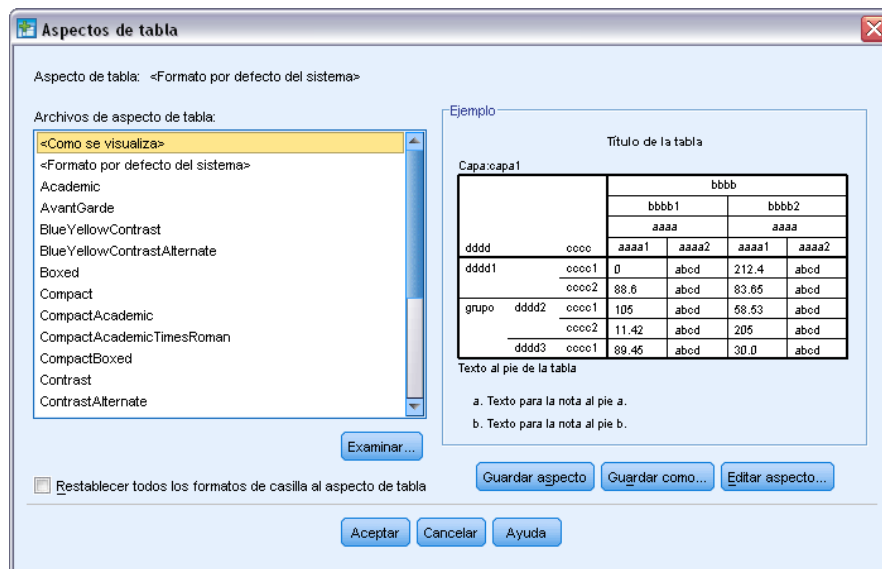 Aspectos de tabla
Aspecto de tabla: <Formato por defecto del sistema>
Archivos de aspecto de tabla:
<Como se visualiza>
<Formato por defecto del sistema>
Academic
AvantGarde
BlueYellowContrast
BlueYellowContrastAlternate
Boxed
Compact
CompactAcademic
CompactAcademicTimesRoman
CompactBoxed
Contrast
ContrastAlternate
Examinar...
Restablecer todos los formatos de casilla al aspecto de tabla
Ejemplo
Título de la tabla
Capa:capa1
bbbb
bbbb1 bbbb2
aaaa aaaa
dddd cccc aaaa1 aaaa2 aaaa1 aaaa2
dddd1 cccc1 0 abcd 212.4 abcd
cccc2 88.6 abcd 83.65 abcd
grupo dddd2 cccc1 105 abcd 58.53 abcd
cccc2 11.42 abcd 205 abcd
dddd3 cccc1 89.45 abcd 30.0 abcd
Texto al pie de la tabla
a. Texto para la nota al pie a.
b. Texto para la nota al pie b.
Guardar aspecto Guardar como... Editar aspecto...
Aceptar Cancelar Ayuda